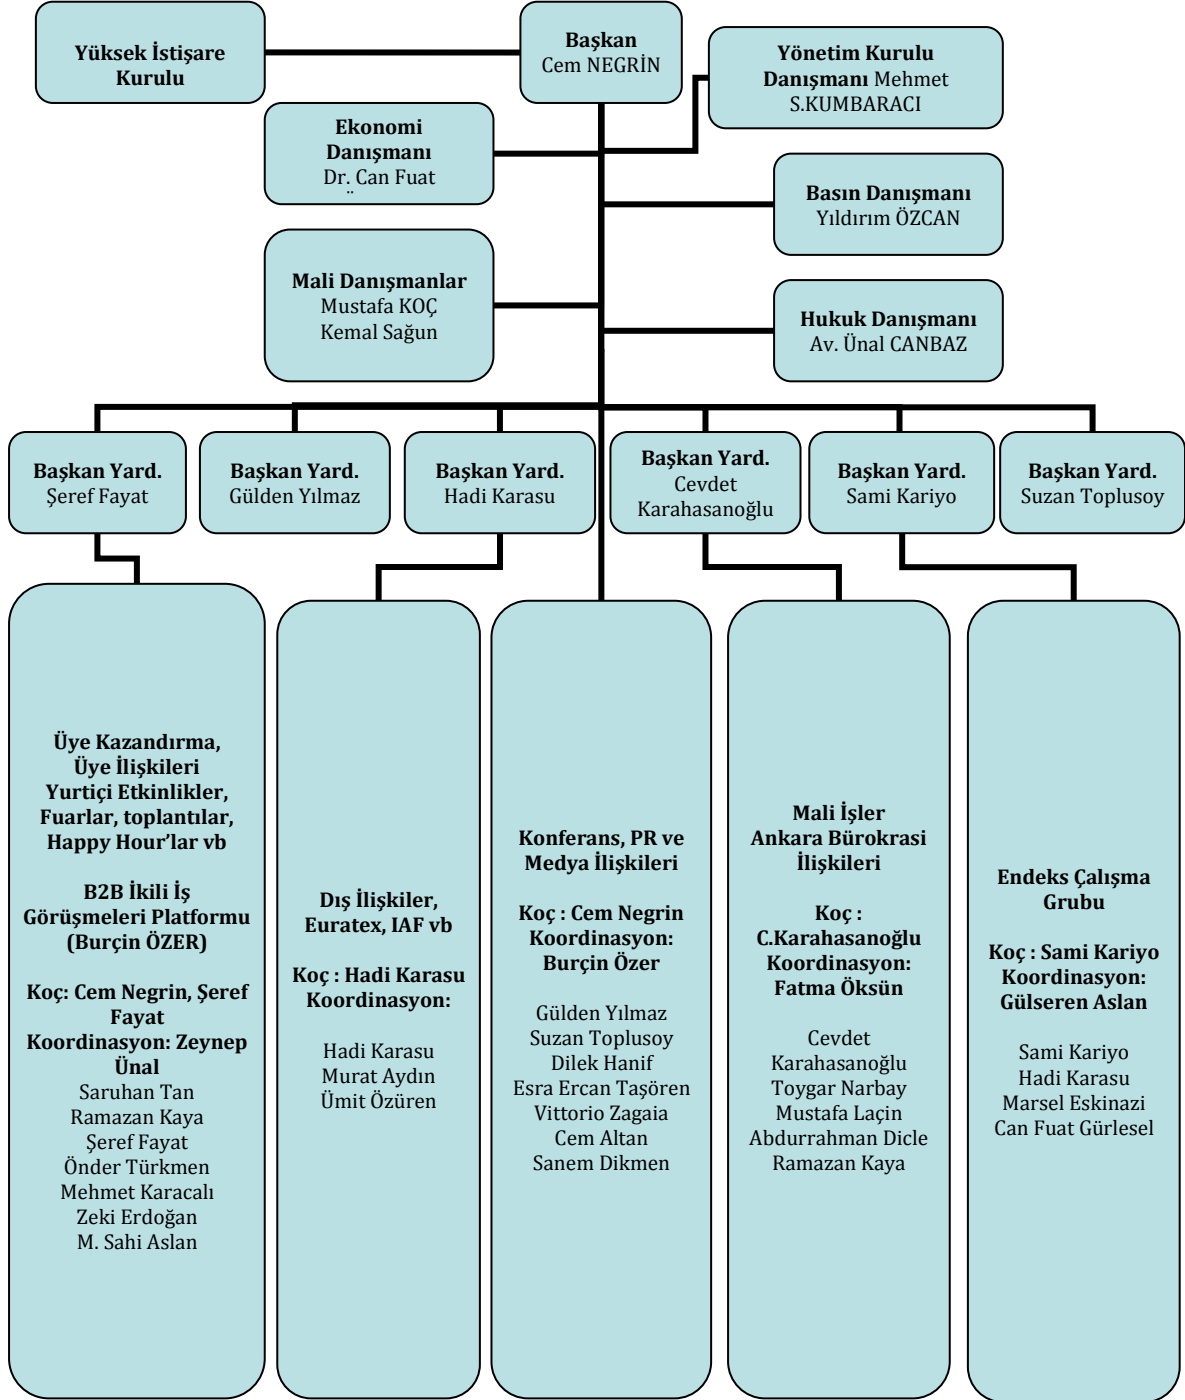 Yüksek İstişare
Kurulu
Başkan
Cem NEGRİN
Yönetim Kurulu
Danışmanı Mehmet
S.KUMBARACI
Ekonomi
Danışmanı
Dr. Can Fuat
Basın Danışmanı
Yıldırım ÖZCAN
Mali Danışmanlar
Mustafa KOÇ
Kemal Sağun
Hukuk Danışmanı
Av. Ünal CANBAZ
Başkan Yard.
Şeref Fayat
Başkan Yard.
Gülden Yılmaz
Başkan Yard.
Hadi Karasu
Başkan Yard.
Cevdet
Karahasanoğlu
Başkan Yard.
Sami Kariyo
Başkan Yard.
Suzan Toplusoy
Üye Kazandırma,
Üye İlişkileri
Yurtiçi Etkinlikler,
Fuarlar, toplantılar,
Happy Hour’lar vb
B2B İkili İş
Görüşmeleri Platformu
(Burçin ÖZER)
Koç: Cem Negrin, Şeref
Fayat
Koordinasyon: Zeynep
Ünal
Saruhan Tan
Ramazan Kaya
Şeref Fayat
Önder Türkmen
Mehmet Karacalı
Zeki Erdoğan
M. Sahi Aslan
Dış İlişkiler,
Euratex, IAF vb
Koç : Hadi Karasu
Koordinasyon:
Hadi Karasu
Murat Aydın
Ümit Özüren
Konferans, PR ve
Medya İlişkileri
Koç : Cem Negrin
Koordinasyon:
Burçin Özer
Gülden Yılmaz
Suzan Toplusoy
Dilek Hanif
Esra Ercan Taşören
Vittorio Zagaia
Cem Altan
Sanem Dikmen
Mali İşler
Ankara Bürokrasi
İlişkileri
Koç :
C.Karahasanoğlu
Koordinasyon:
Fatma Öksün
Cevdet
Karahasanoğlu
Toygar Narbay
Mustafa Laçin
Abdurrahman Dicle
Ramazan Kaya
Endeks Çalışma
Grubu
Koç : Sami Kariyo
Koordinasyon:
Gülseren Aslan
Sami Kariyo
Hadi Karasu
Marsel Eskinazi
Can Fuat Gürlesel